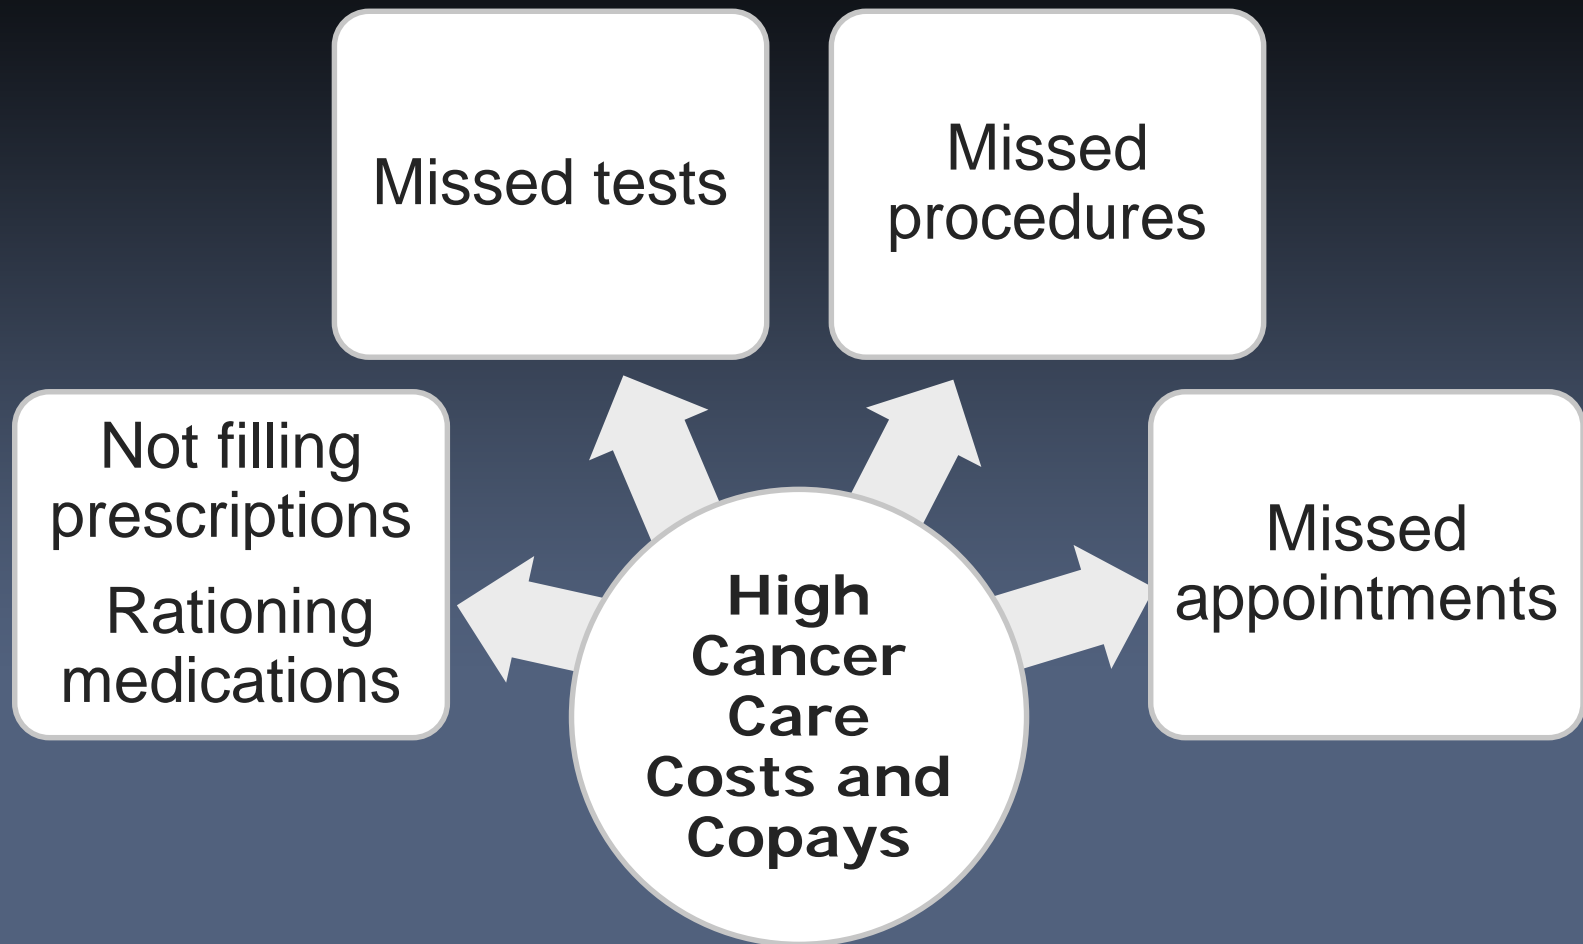 Missed tests
Missed
procedures
Not filling
prescriptions
Rationing
medications
Missed
appointments
High
Cancer
Care
Costs and
Copays